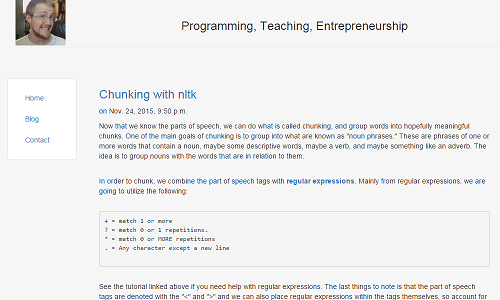 Programming, Teaching, Entrepreneurship
Home
Blog
Contact
Chunking with nltk
on Nov. 24, 2015, 9:50 p.m.
Now that we know the parts of speech, we can do what is called chunking, and group words into hopefully meaningful
chunks. One of the main goals of chunking is to group into what are known as "noun phrases." These are phrases of one or
more words that contain a noun, maybe some descriptive words, maybe a verb, and maybe something like an adverb. The
idea is to group nouns with the words that are in relation to them.
In order to chunk, we combine the part of speech tags with regular expressions. Mainly from regular expressions, we are
going to utilize the following:
+ = match 1 or more
? = match 0 or 1 repetitions.
* = match 0 or MORE repetitions
. = Any character except a new line
See the tutorial linked above if you need help with regular expressions. The last things to note is that the part of speech
tags are denoted with the "<" and ">" and we can also place regular expressions within the tags themselves, so account for